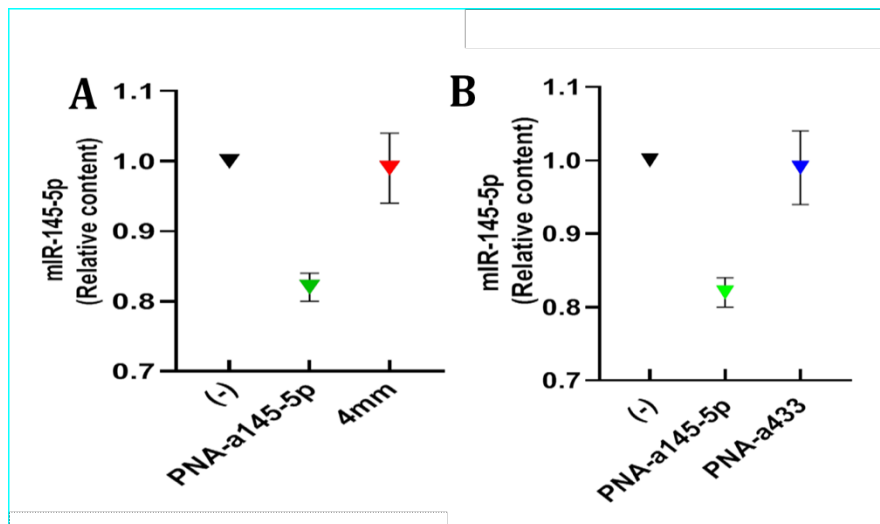 A
mIR-145-5p
(Relative content)
1.1
1.0
0.9
0.8
0.7
(-)
PNA-a145-5p
4mm
B
mIR-145-5p
(Relative content)
1.1
1.0
0.9
0.8
0.7
(-)
PNA-a145-5p
PNA-a433